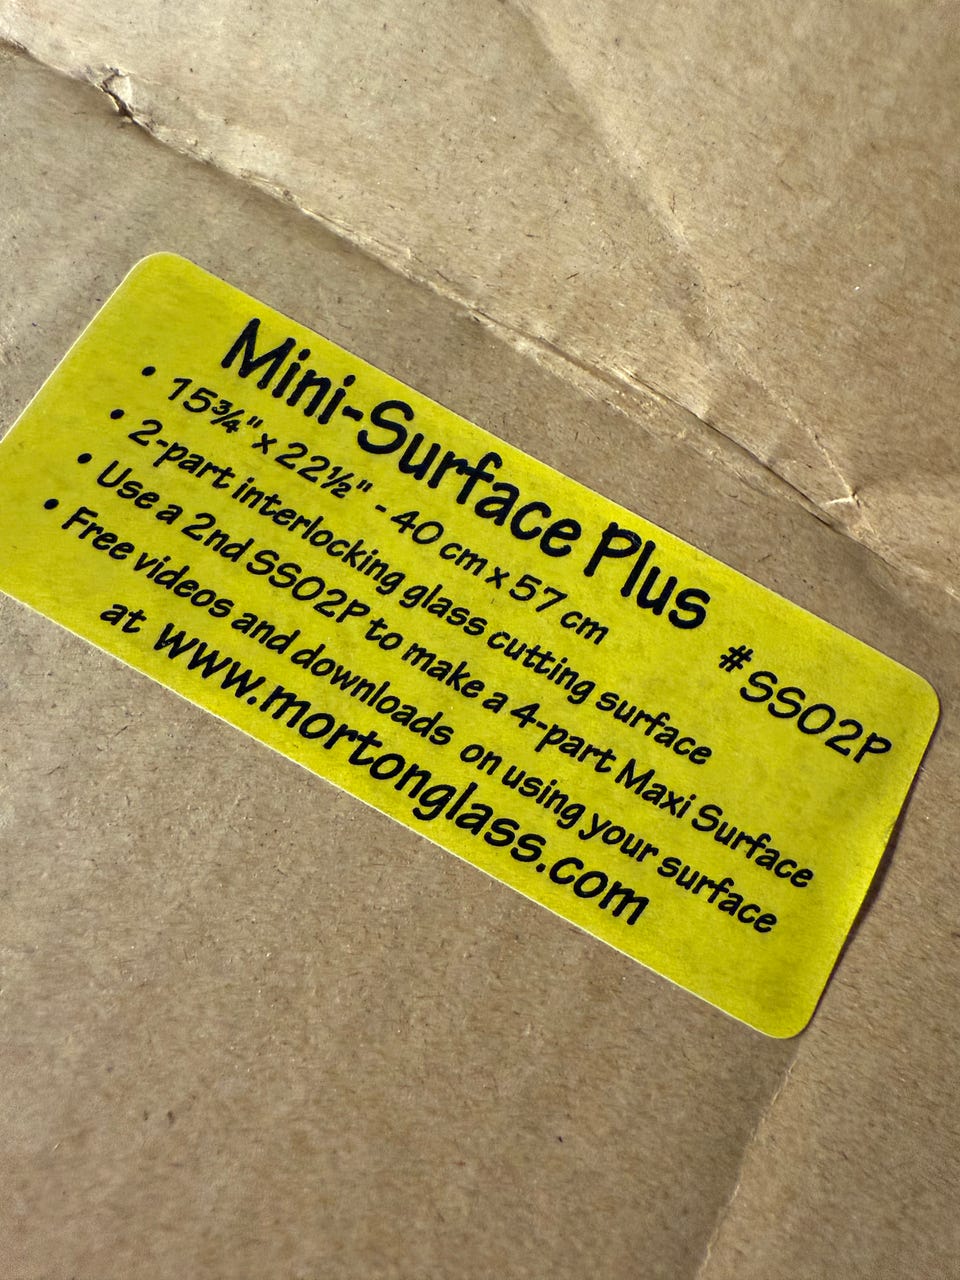 Mini-Surface Plus
#SS02P
• 15¾" x 22½" - 40 cm x 57 cm
• 2-part interlocking glass cutting surface
• Use a 2nd SS02P to make a 4-part Maxi Surface
• Free videos and downloads on using your surface
at www.mortonglass.com